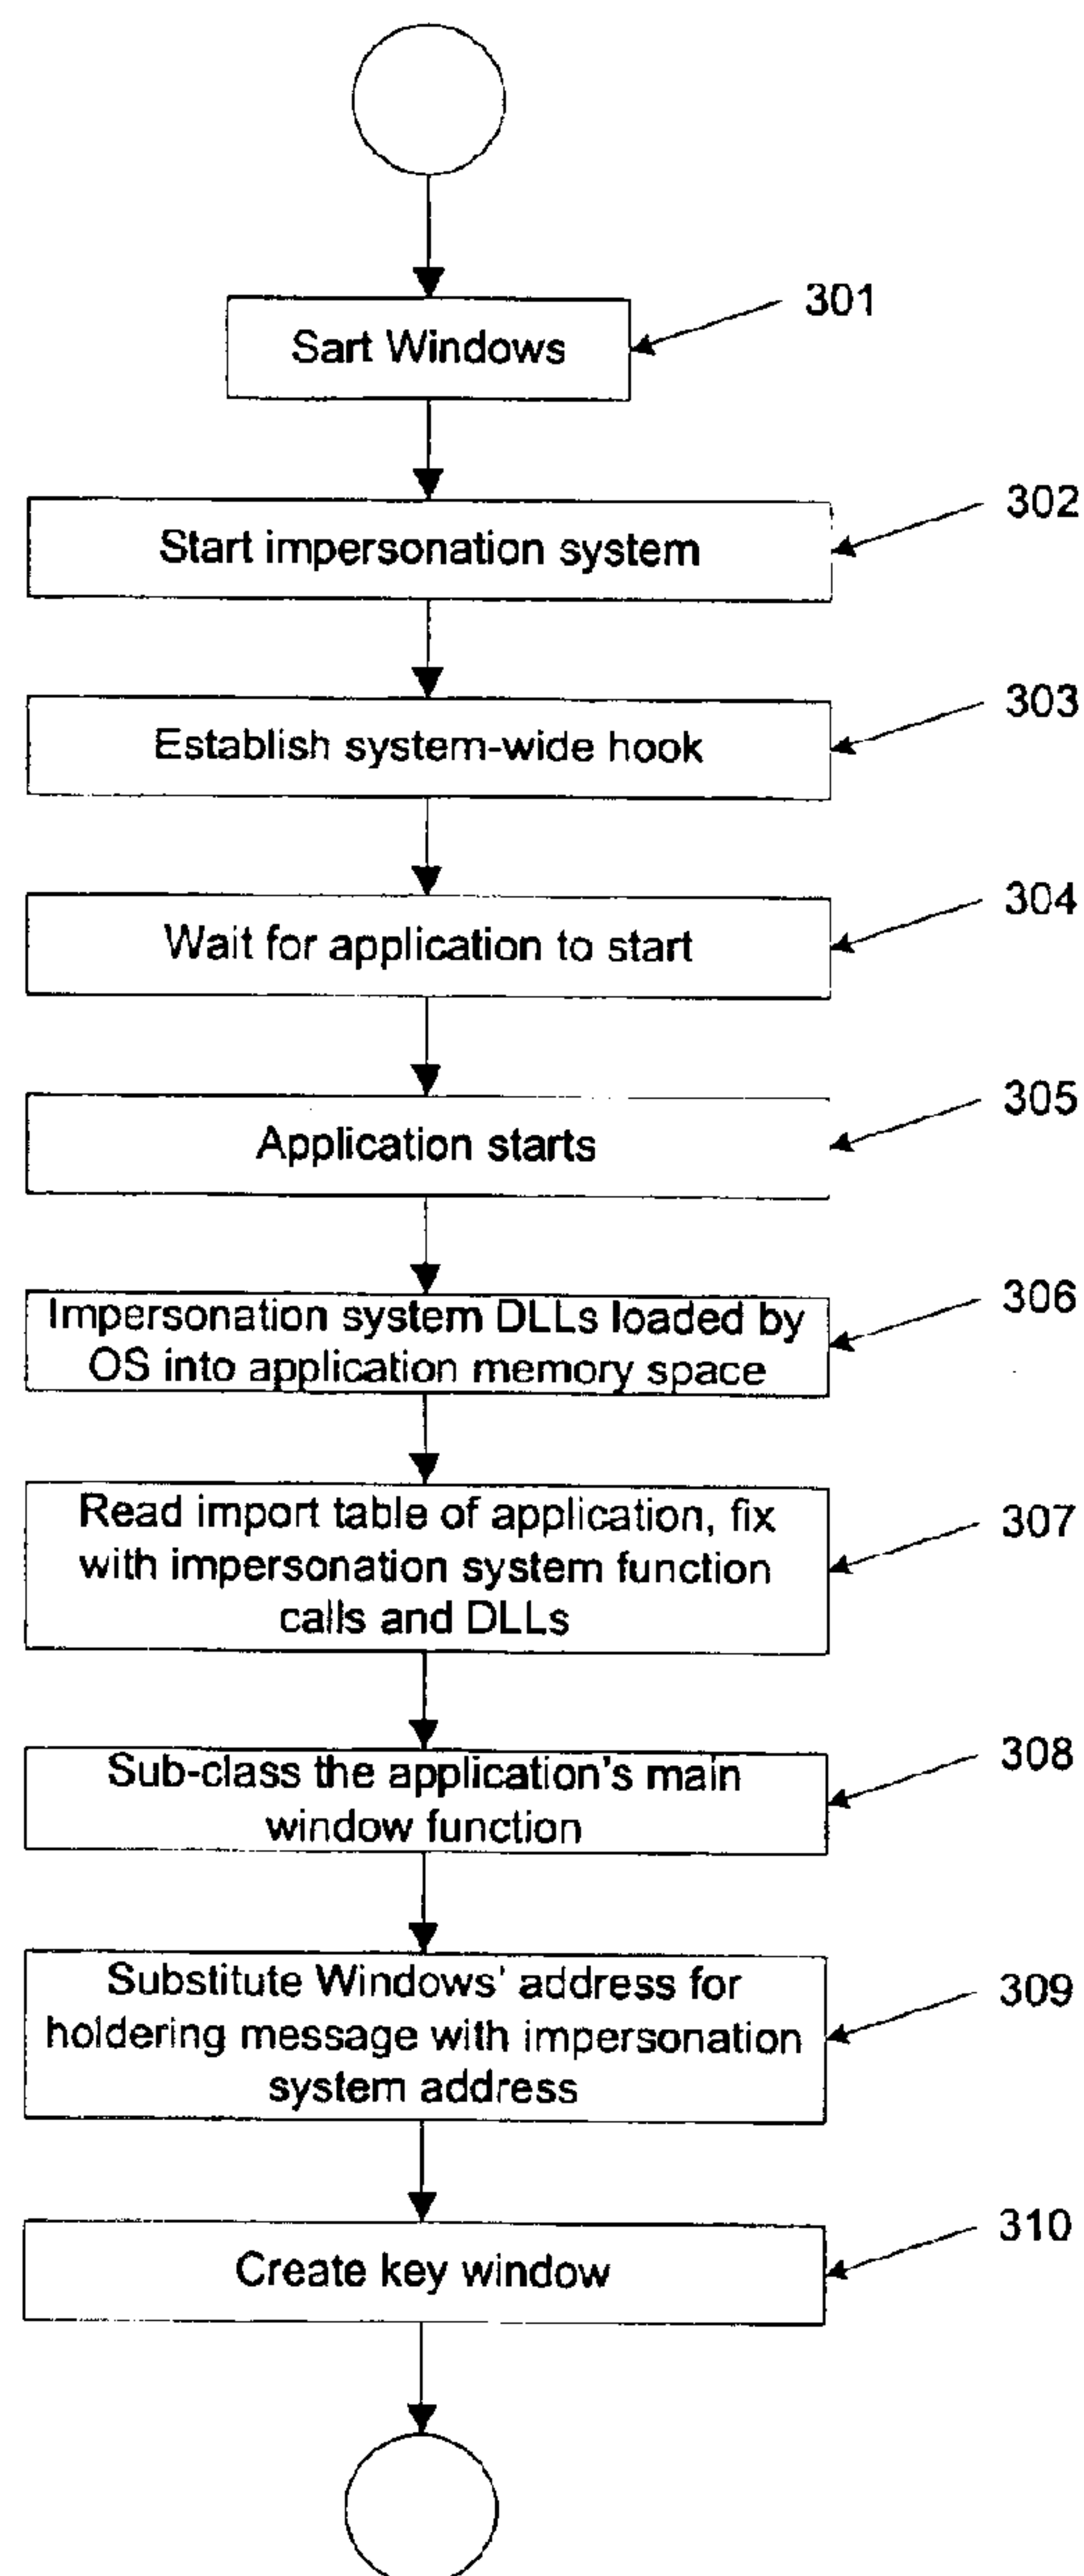 301
Sart Windows
302
Start impersonation system
303
Establish system-wide hook
304
Wait for application to start
305
Application starts
306
Impersonation system DLLs loaded by
OS into application memory space
307
Read import table of application, fix
with impersonation system function
calls and DLLs
308
Sub-class the application's main
window function
309
Substitute Windows' address for
holdering message with impersonation
system address
310
Create key window